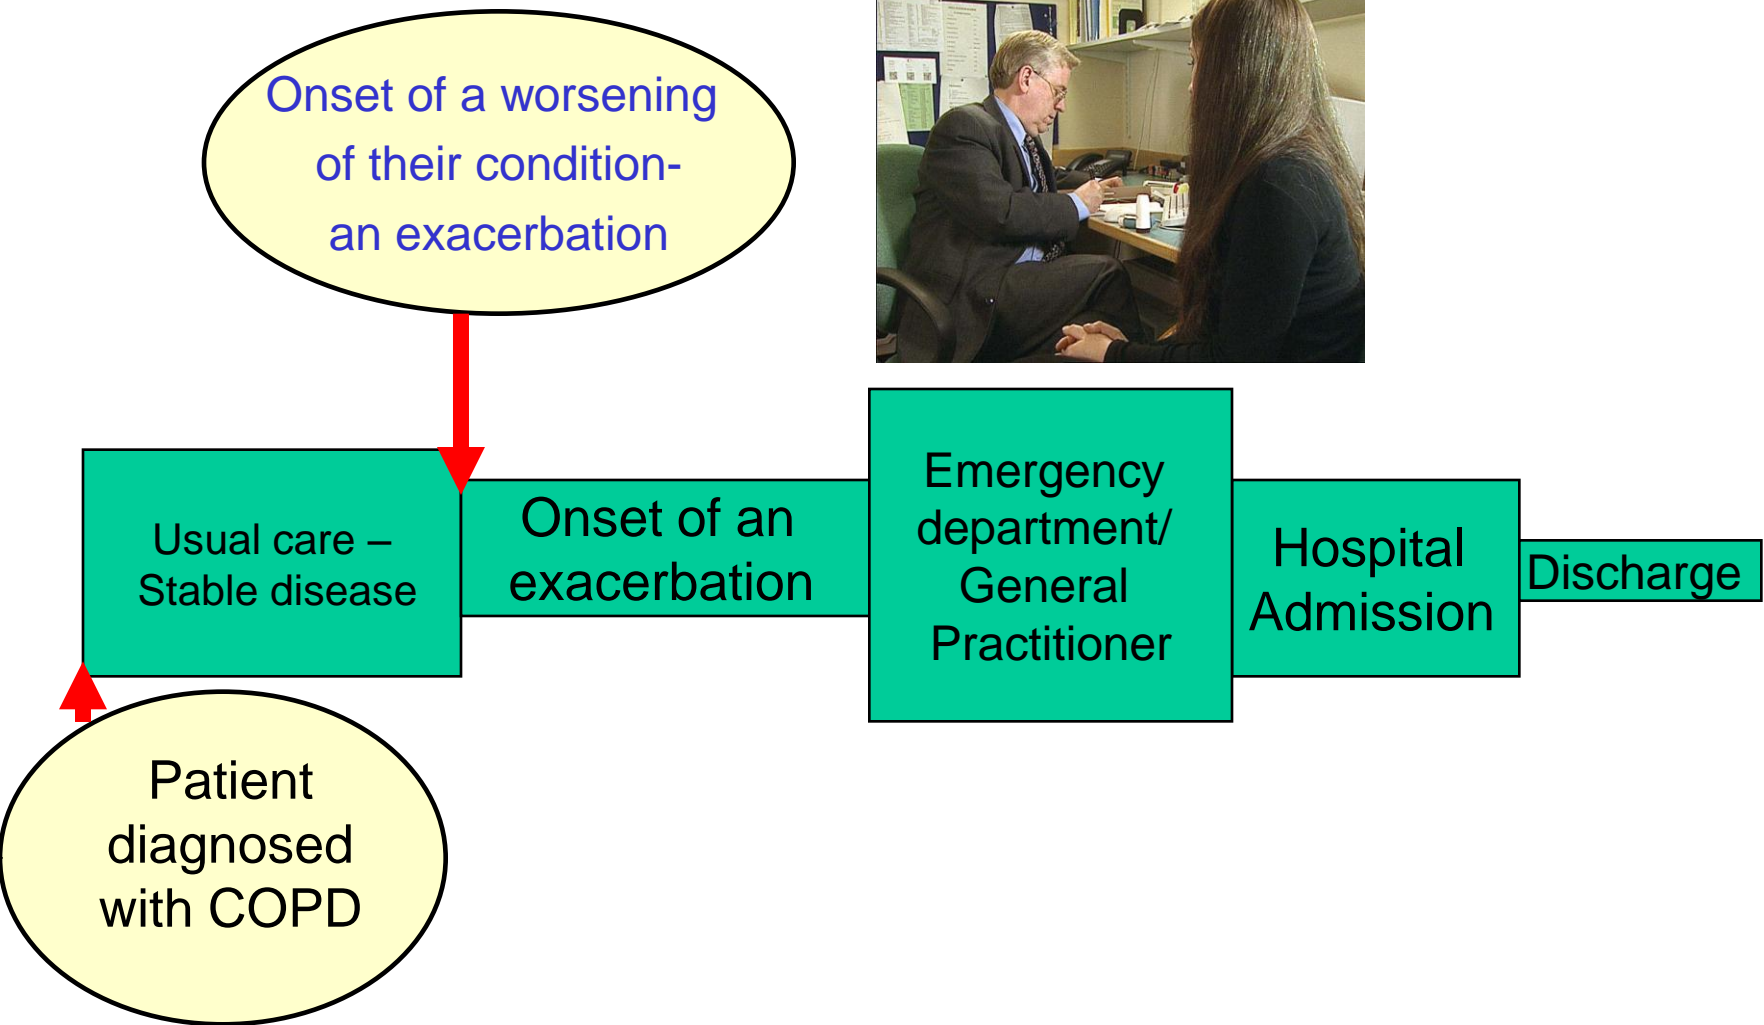 Onset of a worsening
of their condition-
an exacerbation
Usual care –
Stable disease
Onset of an
exacerbation
Emergency
department/
General
Practitioner
Hospital
Admission
Discharge
Patient
diagnosed
with COPD